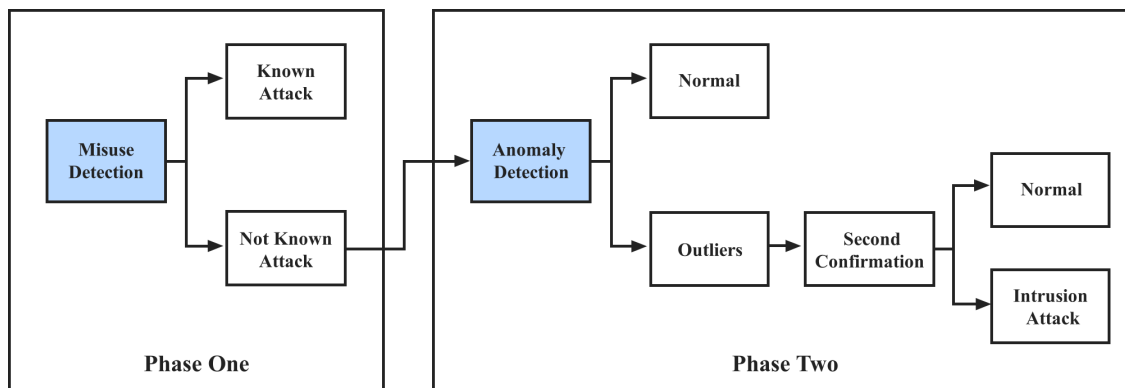 Known
Attack
Misuse
Detection
Not Known
Attack
Phase One
Normal
Anomaly
Detection
Outliers
Second
Confirmation
Normal
Intrusion
Attack
Phase Two